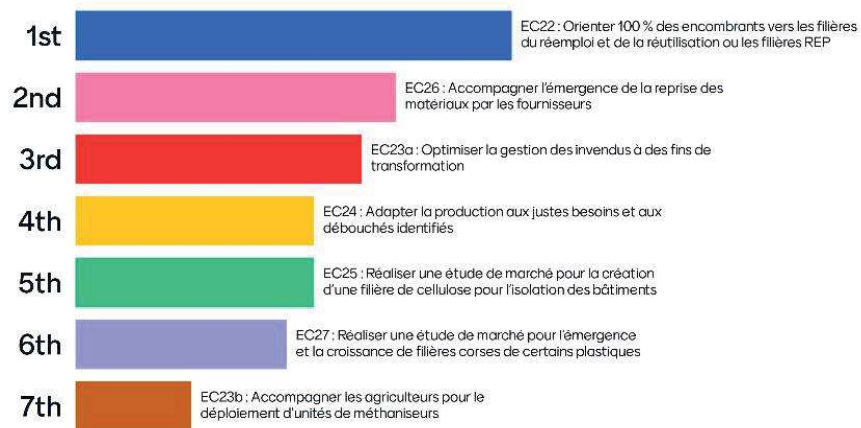 1st
EC22 : Orienter 100 % des encombrants vers les filières
du réemploi et de la réutilisation ou les filières REP
2nd
EC26 : Accompagner l'émergence de la reprise des
matériaux par les fournisseurs
3rd
EC23a : Optimiser la gestion des invendus à des fins de
transformation
4th
EC24 : Adapter la production aux justes besoins et aux
débouchés identifiés
5th
EC25 : Réaliser une étude de marché pour la création
d'une filière de cellulose pour l'isolation des bâtiments
6th
EC27 : Réaliser une étude de marché pour l'émergence
et la croissance de filières corses de certains plastiques
7th
EC23b : Accompagner les agriculteurs pour le
déploiement d'unités de méthaniseurs